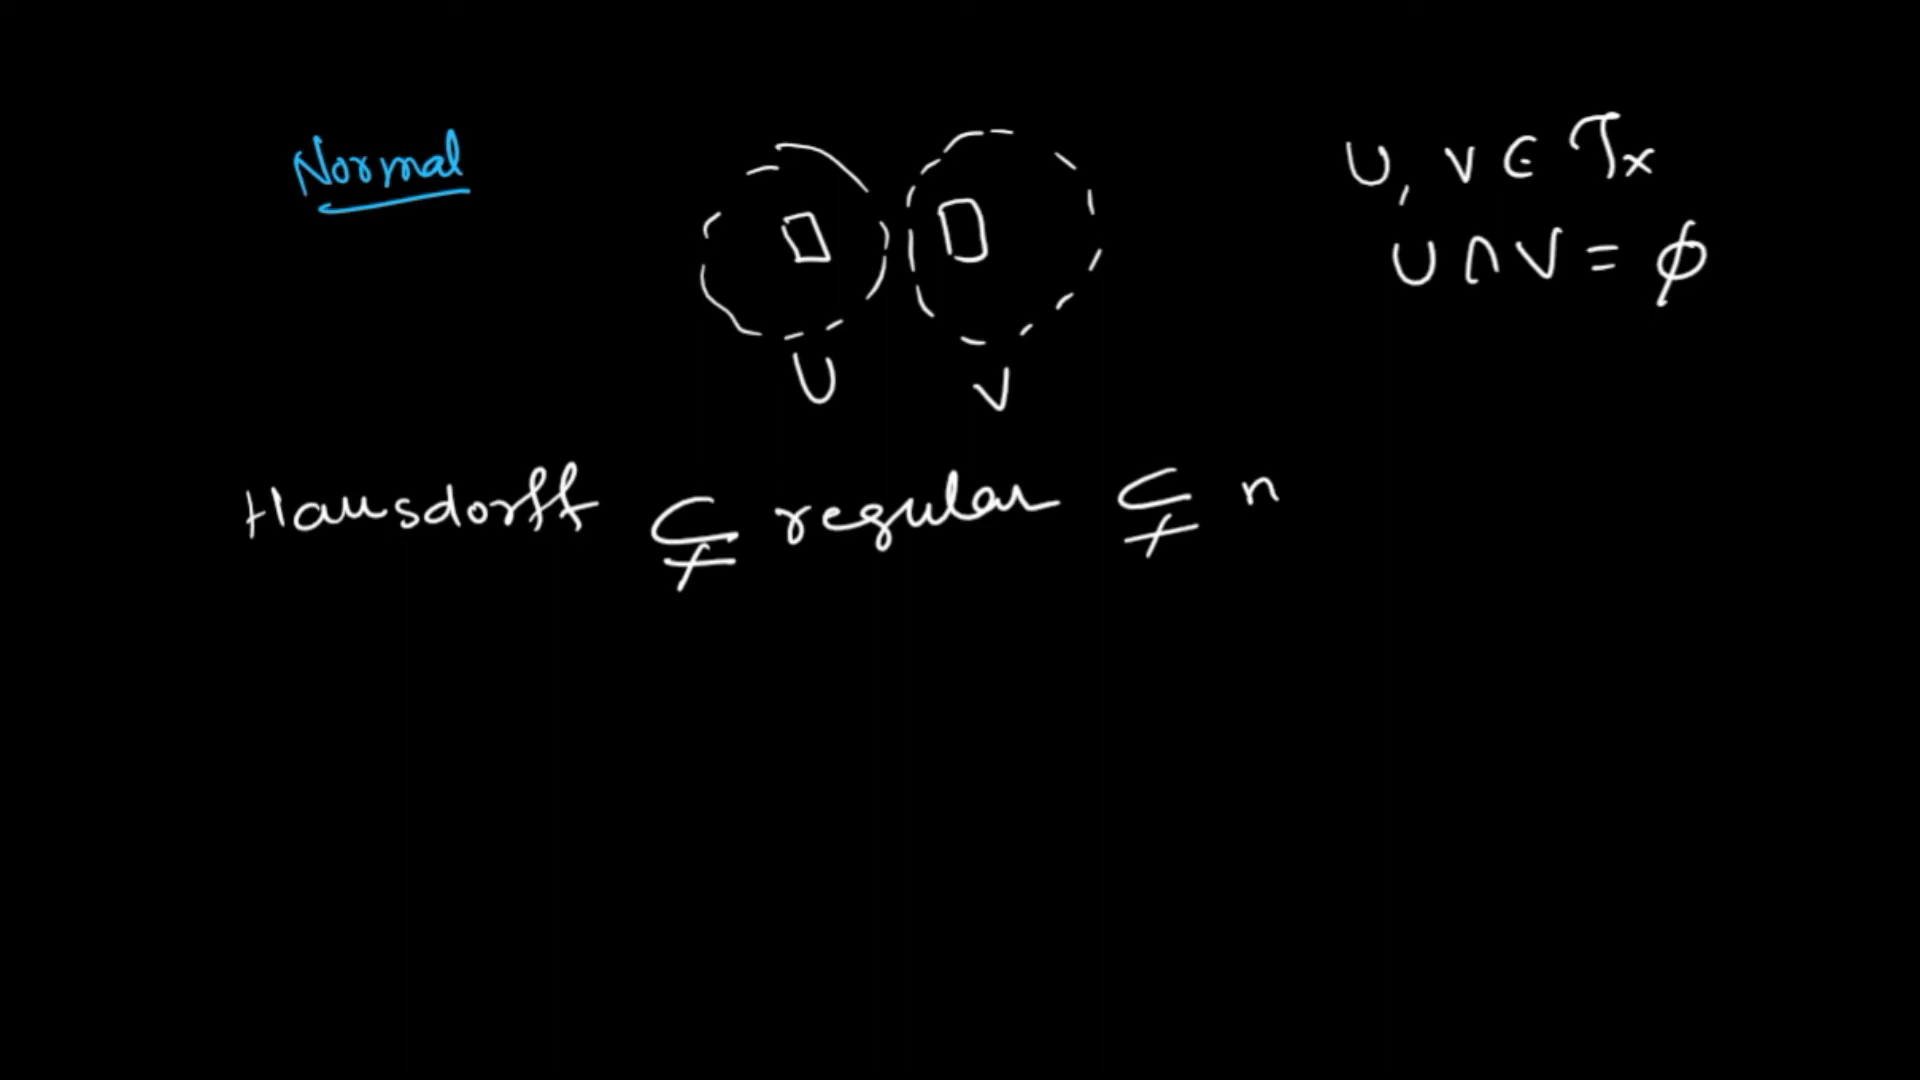 Normal
U, V ∈ Tx
U ∩ V = φ
U V
Hausdorff ⊊ regular ⊊ n